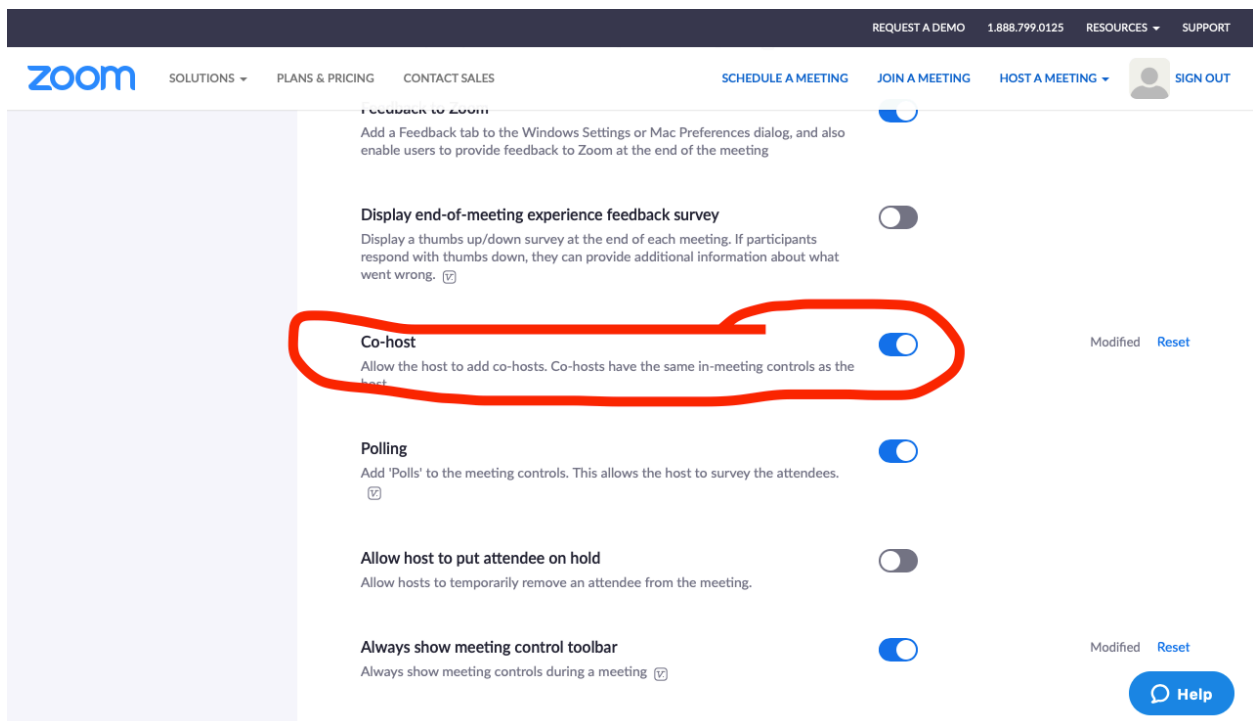 REQUEST A DEMO 1.888.799.0125 RESOURCES SUPPORT
zoom SOLUTIONS PLANS & PRICING CONTACT SALES SCHEDULE A MEETING JOIN A MEETING HOST A MEETING SIGN OUT
Feedback to Zoom
Add a Feedback tab to the Windows Settings or Mac Preferences dialog, and also
enable users to provide feedback to Zoom at the end of the meeting
Display end-of-meeting experience feedback survey
Display a thumbs up/down survey at the end of each meeting. If participants
respond with thumbs down, they can provide additional information about what
went wrong.
Co-host
Modified Reset
Allow the host to add co-hosts. Co-hosts have the same in-meeting controls as the
host
Polling
Add 'Polls' to the meeting controls. This allows the host to survey the attendees.
Allow host to put attendee on hold
Allow hosts to temporarily remove an attendee from the meeting.
Always show meeting control toolbar
Modified Reset
Always show meeting controls during a meeting
Help